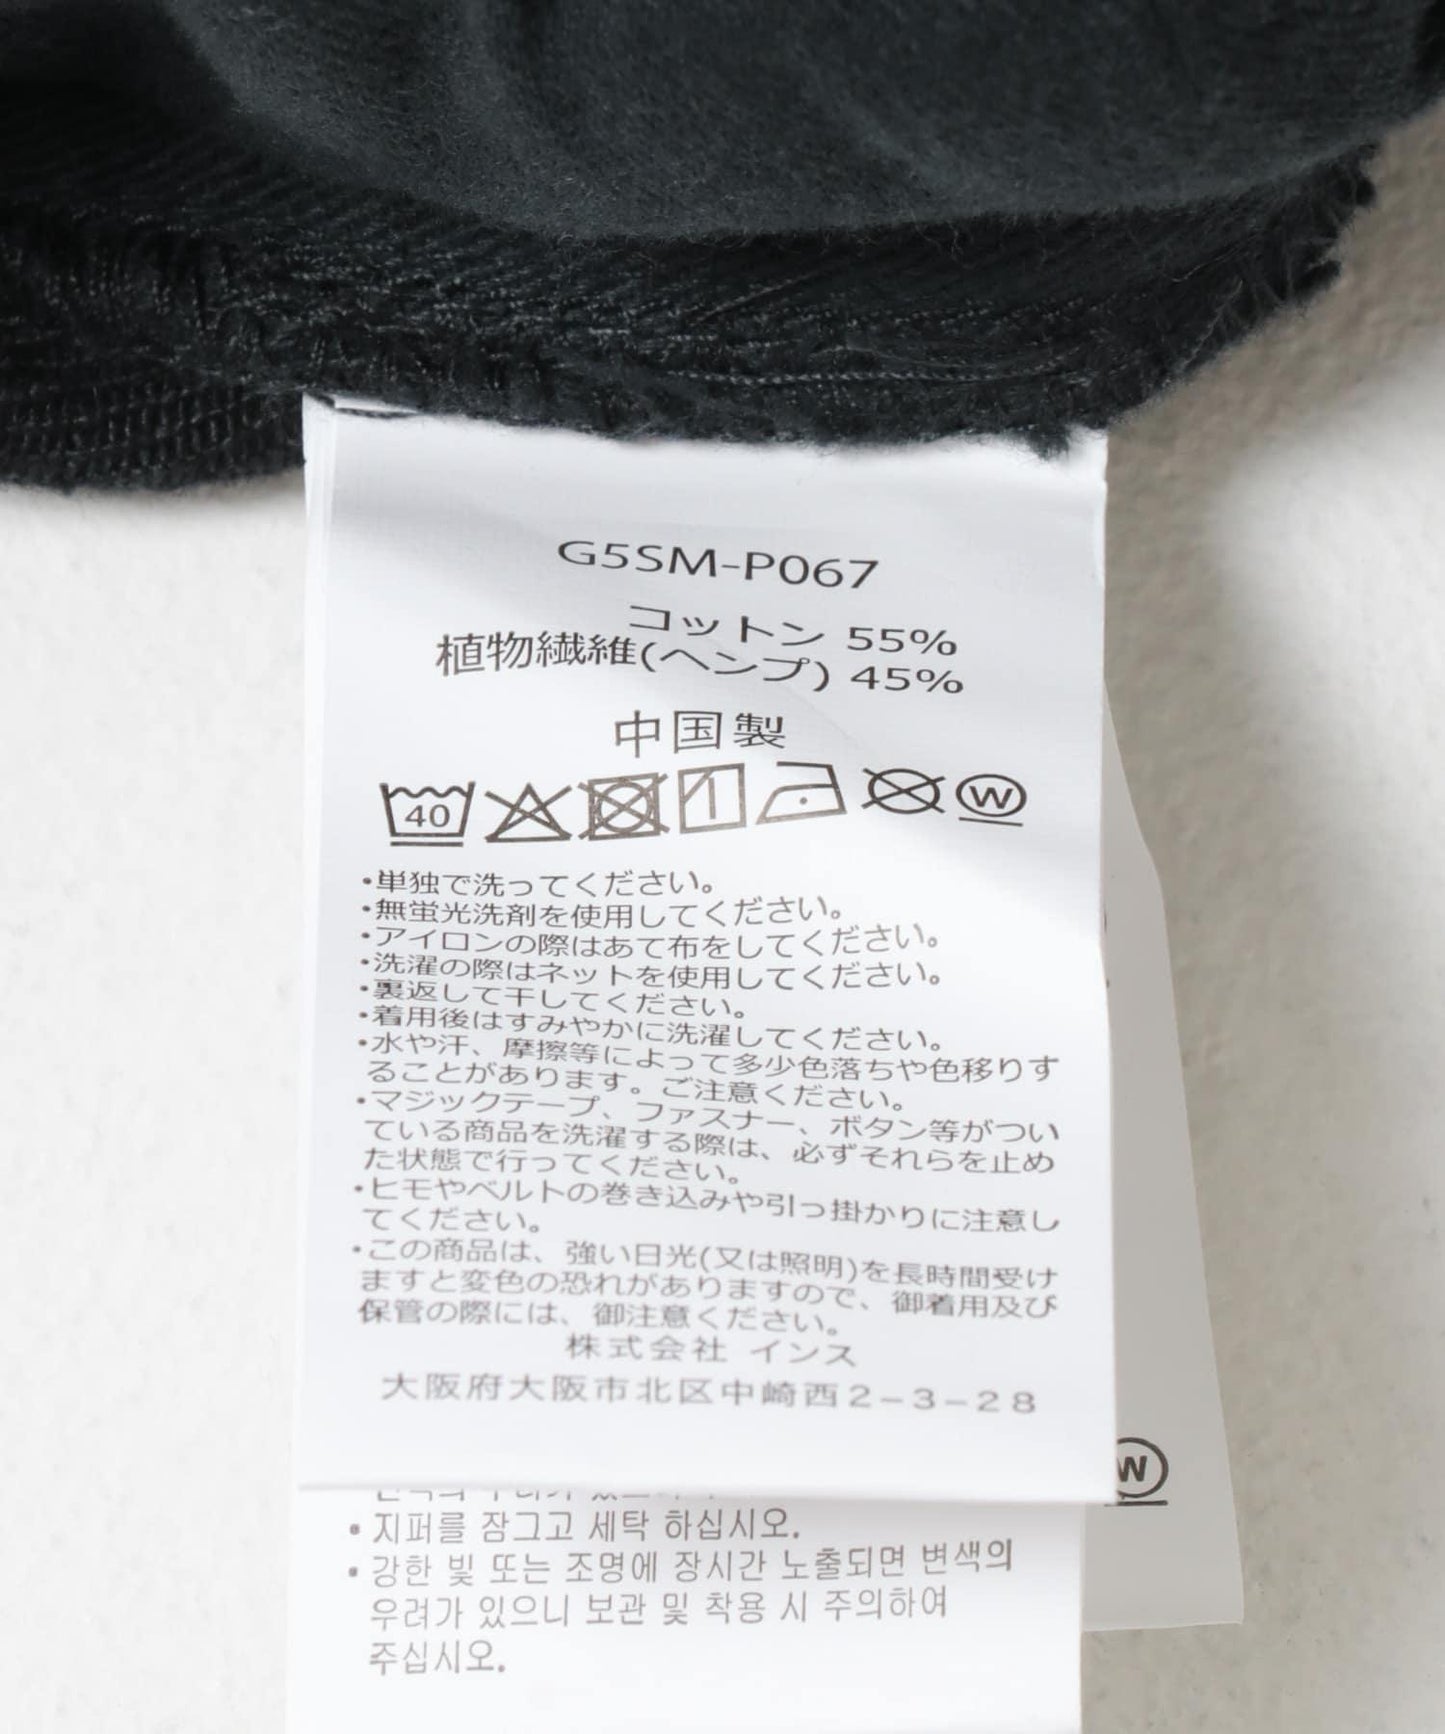 G5SM-P067
コットン 55%
植物繊維(ヘンプ) 45%
中国製
40 W
・単独で洗ってください。
・無蛍光洗剤を使用してください。
・アイロンの際はあて布をしてください。
・洗濯の際はネットを使用してください。
・裏返して干してください。
・着用後はすみやかに洗濯してください。
・水や汗、摩擦等によって多少色落ちや色移りす
ることがあります。ご注意ください。
・マジックテープ、ファスナー、ボタン等がつい
ている商品を洗濯する際は、必ずそれらを止め
た状態で行ってください。
・ヒモやベルトの巻き込みや引っ掛かりに注意し
てください。
・この商品は、強い日光(又は照明)を長時間受け
ますと変色の恐れがありますので、御着用及び
保管の際には、御注意ください。
株式会社 インス
大阪府大阪市北区中崎西2-3-28
W
• 지퍼를 잠그고 세탁 하십시오.
• 강한 빛 또는 조명에 장시간 노출되면 변색의
우려가 있으니 보관 및 착용 시 주의하여
주십시오.